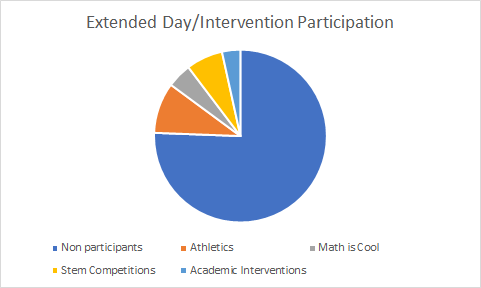 Extended Day/Intervention Participation
Non participants Athletics Math is Cool
Stem Competitions Academic Interventions